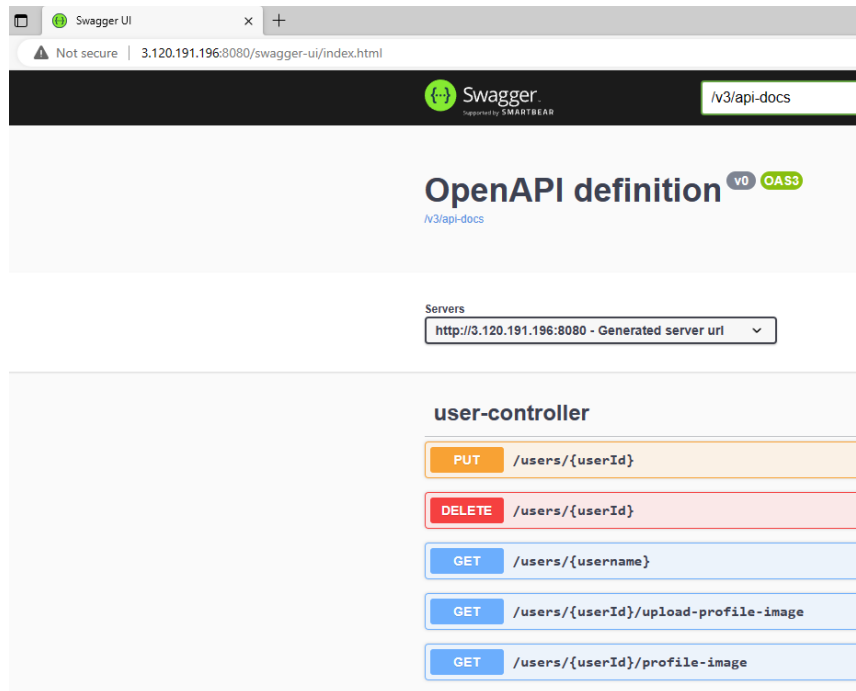 Swagger UI
Not secure 3.120.191.196:8080/swagger-ui/index.html
Swagger.
Supported by SMARTBEAR
/v3/api-docs
OpenAPI definition v0 OAS3
/v3/api-docs
Servers
http://3.120.191.196:8080 - Generated server url
user-controller
PUT /users/{userId}
DELETE /users/{userId}
GET /users/{username}
GET /users/{userId}/upload-profile-image
GET /users/{userId}/profile-image